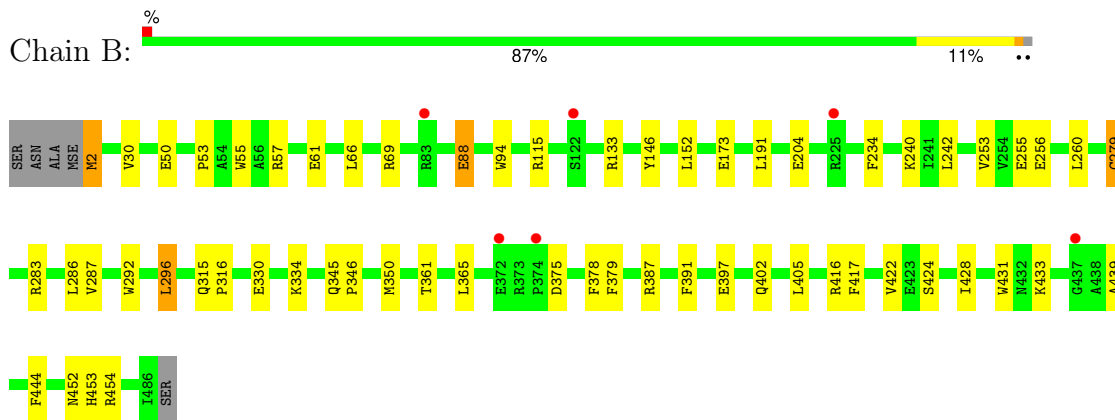 %
Chain B:
87% 11% ••
SER ASN ALA MSE M2 V30 E50 P53 A54 W55 A56 R57 E61 L66 R69 R83 E88 W94 R115 S122 R133 Y146 L152 E173 L191 E204 R225 F234 K240 I241 L242 V253 V254 E255 E256 L260
R283 L286 V287 W292 L296 Q315 P316 E330 K334 Q345 P346 M350 T361 L365 E372 R373 P374 D375 F378 F379 R387 F391 E397 Q402 L405 R416 F417 V422 E423 S424 I428 W431 N432 K433 G437 A438
F444 N452 H453 R454 I486 SER